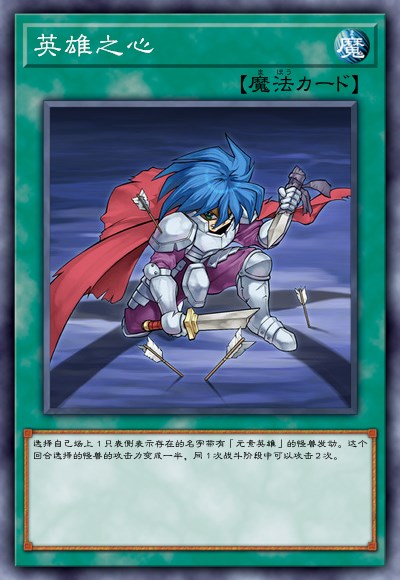 英雄之心
魔
【魔法カード】
ま ほう
选择自己场上1只表侧表示存在的名字带有「元素英雄」的怪兽发动。这个
回合选择的怪兽的攻击力变成一半，同1次战斗阶段中可以攻击2次。